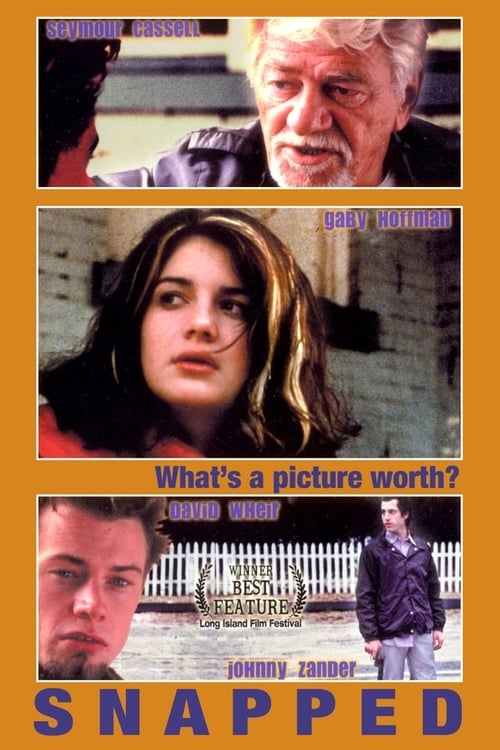 Seymour Cassell
Gaby Hoffman
What's a picture worth?
David Wheir
WINNER
BEST
FEATURE
Long Island Film Festival
Johnny Zander
SNAPPED